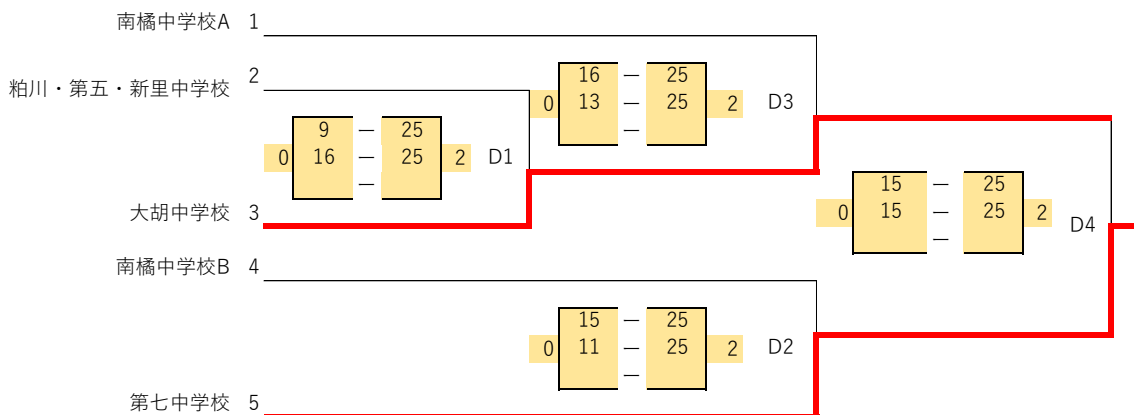 南橘中学校A 1
粕川・第五・新里中学校 2
16 — 25
0 13 — 25 2 D3
—
9 — 25
0 16 — 25 2 D1
—
大胡中学校 3
15 — 25
0 15 — 25 2 D4
—
南橘中学校B 4
15 — 25
0 11 — 25 2 D2
—
第七中学校 5